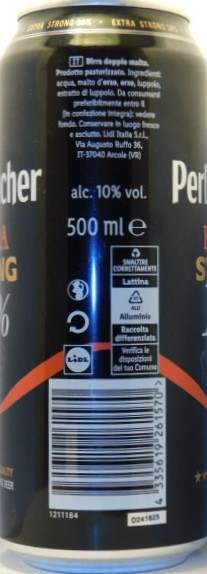 EXTRA STRONG 10% • EXTRA STRONG 10%
Birra doppio malto.
Prodotto pastorizzato. Ingredienti:
acqua, malto d'orzo, orzo, luppolo,
estratto di luppolo. Da consumarsi
preferibilmente entro il
(in confezione integra): vedere
fondo. Conservare in luogo fresco
e asciutto. Lidl Italia S.r.l.,
Via Augusto Ruffo 36,
IT-37040 Arcole (VR)
cher
Perl
alc. 10% vol.
500 ml e
A
NG
%
SMALTIRE
CORRETTAMENTE
Lattina
ALU
Alluminio
Raccolta
differenziata
Verifica le
disposizioni
del tuo Comune
LIDL
4 335619 261570 >
LITY
BEER
1211184
D241825